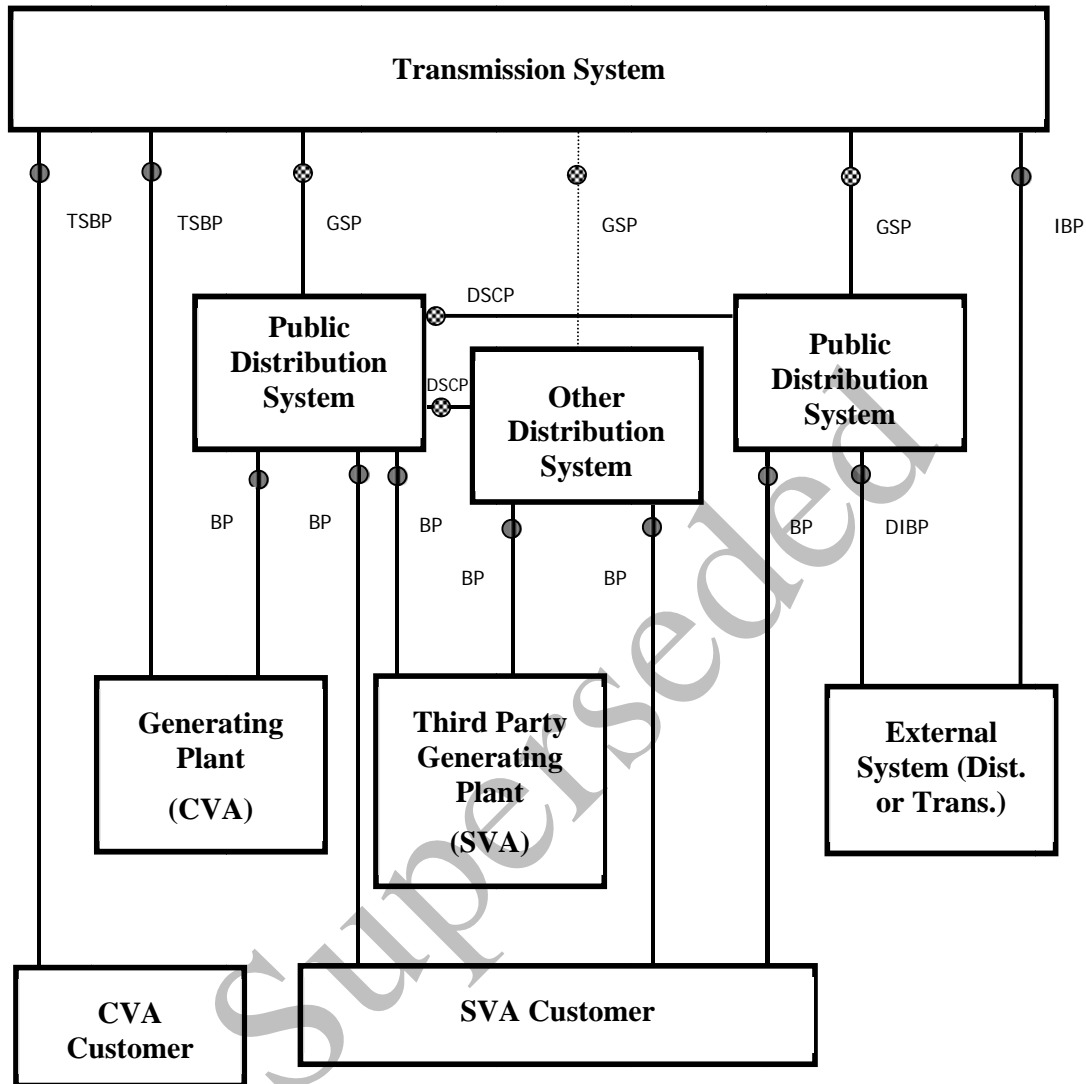 Transmission System
TSBP
TSBP
GSP
GSP
GSP
IBP
DSCP
Public
Distribution
System
DSCP
Other
Distribution
System
Public
Distribution
System
BP
BP
BP
BP
BP
BP
DIBP
Generating
Plant
(CVA)
Third Party
Generating
Plant
(SVA)
External
System (Dist.
or Trans.)
CVA
Customer
SVA Customer
Superseded